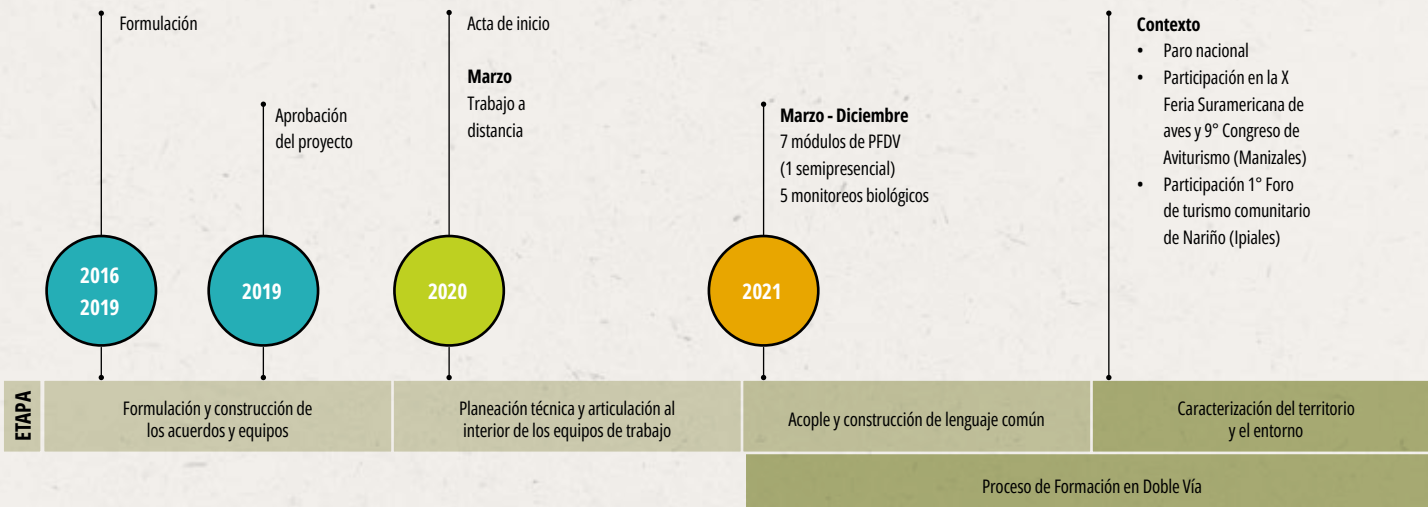 Formulación
Aprobación
del proyecto
Acta de inicio
Marzo
Trabajo a
distancia
Marzo - Diciembre
7 módulos de PFDV
(1 semipresencial)
5 monitoreos biológicos
Contexto
• Paro nacional
• Participación en la X
Feria Suramericana de
aves y 9° Congreso de
Aviturismo (Manizales)
• Participación 1° Foro
de turismo comunitario
de Nariño (Ipiales)
2016
2019
2019
2020
2021
ETAPA
Formulación y construcción de
los acuerdos y equipos
Planeación técnica y articulación al
interior de los equipos de trabajo
Acople y construcción de lenguaje común
Caracterización del territorio
y el entorno
Proceso de Formación en Doble Vía